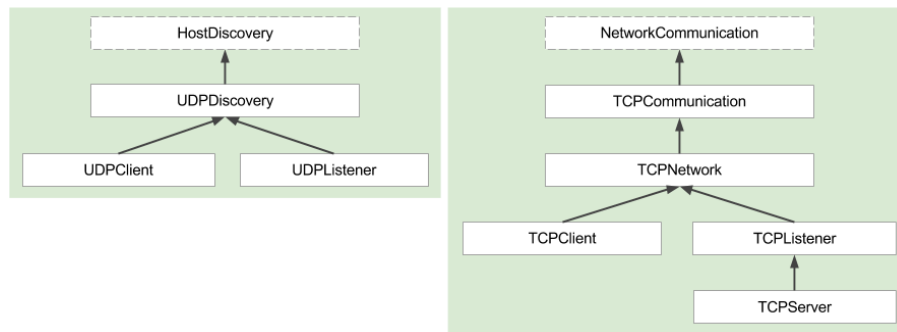 HostDiscovery
UDPDiscovery
UDPClient
UDPListener
NetworkCommunication
TCPCommunication
TCPNetwork
TCPClient
TCPListener
TCPServer